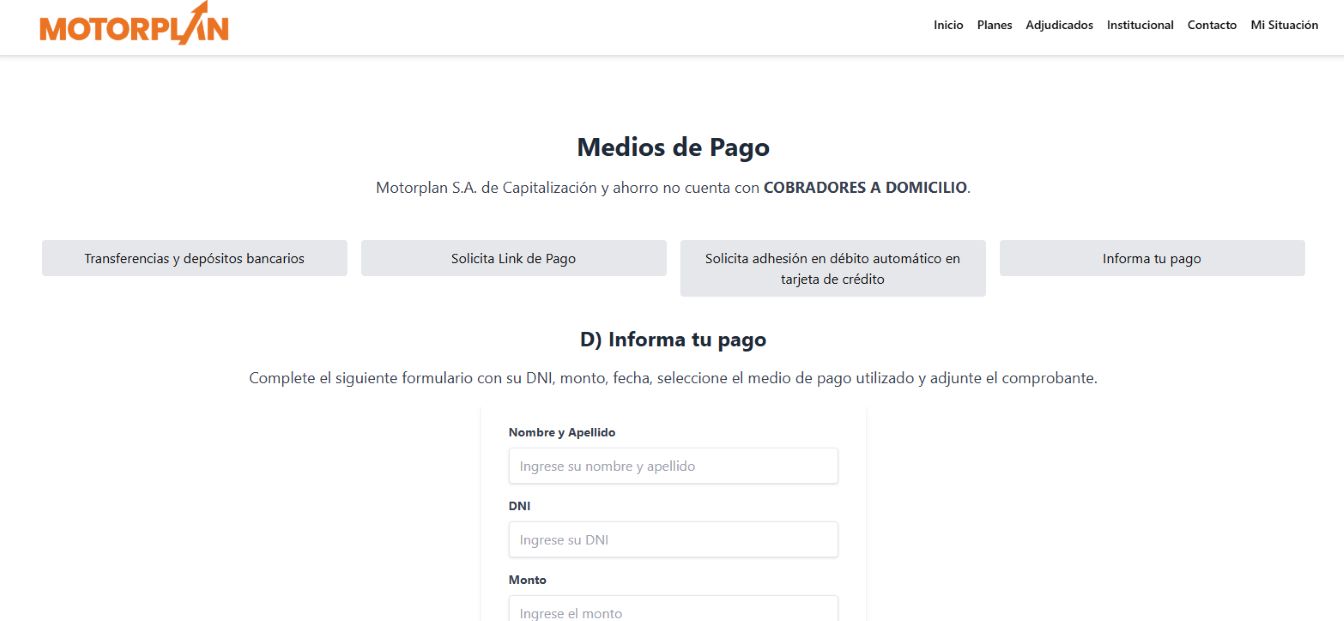 MOTORPLAN
Inicio Planes Adjudicados Institucional Contacto Mi Situación
Medios de Pago
Motorplan S.A. de Capitalización y ahorro no cuenta con COBRADORES A DOMICILIO.
Transferencias y depósitos bancarios
Solicita Link de Pago
Solicita adhesión en débito automático en
tarjeta de crédito
Informa tu pago
D) Informa tu pago
Complete el siguiente formulario con su DNI, monto, fecha, seleccione el medio de pago utilizado y adjunte el comprobante.
Nombre y Apellido
Ingrese su nombre y apellido
DNI
Ingrese su DNI
Monto
Ingrese el monto